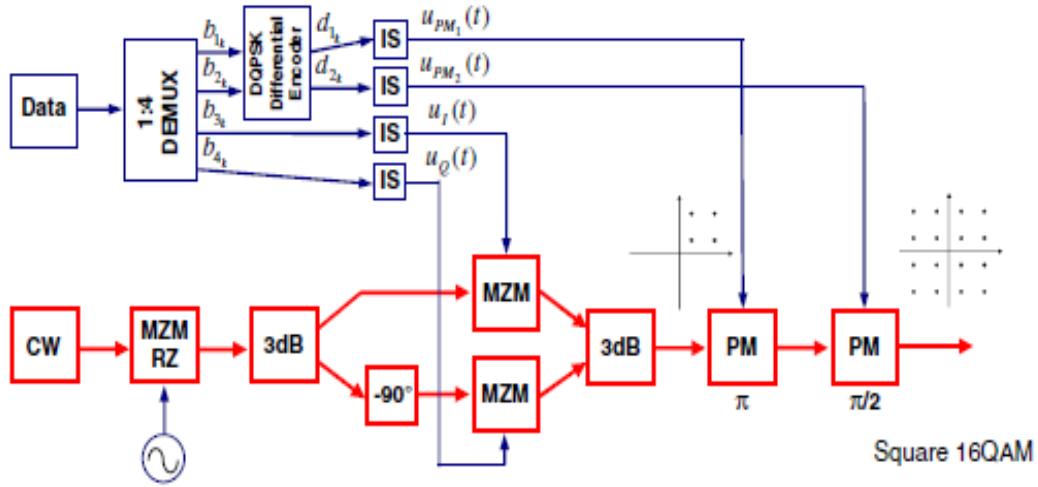 Data
1:4
DEMUX
b1k
b2k
b3k
b4k
DQPSK
Differential
Encoder
d1k
d2k
IS
IS
IS
IS
uPM1(t)
uPM2(t)
uI(t)
uQ(t)
CW
MZM
RZ
3dB
-90°
MZM
MZM
3dB
PM
π
PM
π/2
Square 16QAM